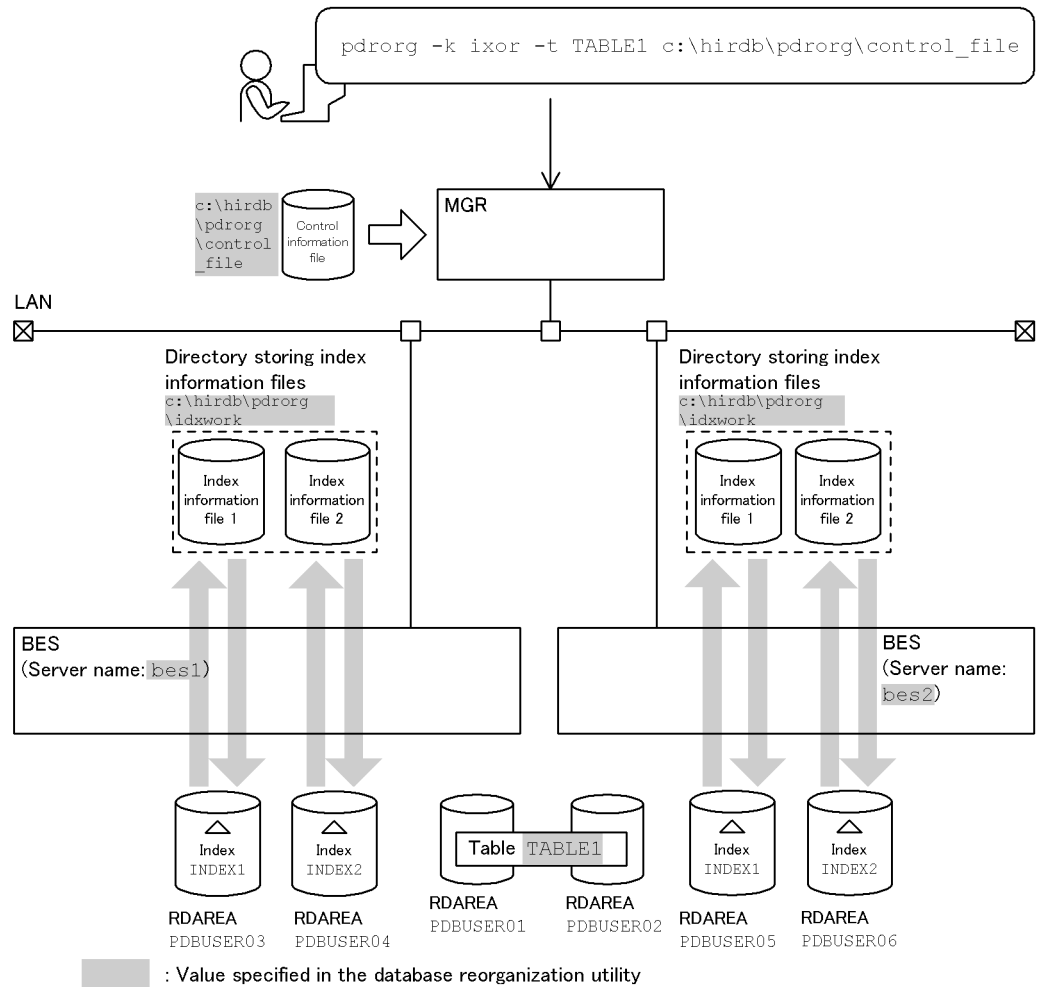 pdrorg -k ixor -t TABLE1 c:\hirdb\pdrorg\control_file
c:\hirdb
\pdrorg
\control
_file
Control
information
file
MGR
LAN
Directory storing index
information files
c:\hirdb\pdrorg
\idxwork
Index
information
file 1
Index
information
file 2
Directory storing index
information files
c:\hirdb\pdrorg
\idxwork
Index
information
file 1
Index
information
file 2
BES
(Server name: bes1)
BES
(Server name:
bes2)
Index
INDEX1
Index
INDEX2
Table TABLE1
Index
INDEX1
Index
INDEX2
RDAREA
PDBUSER03
RDAREA
PDBUSER04
RDAREA
PDBUSER01
RDAREA
PDBUSER02
RDAREA
PDBUSER05
RDAREA
PDBUSER06
: Value specified in the database reorganization utility